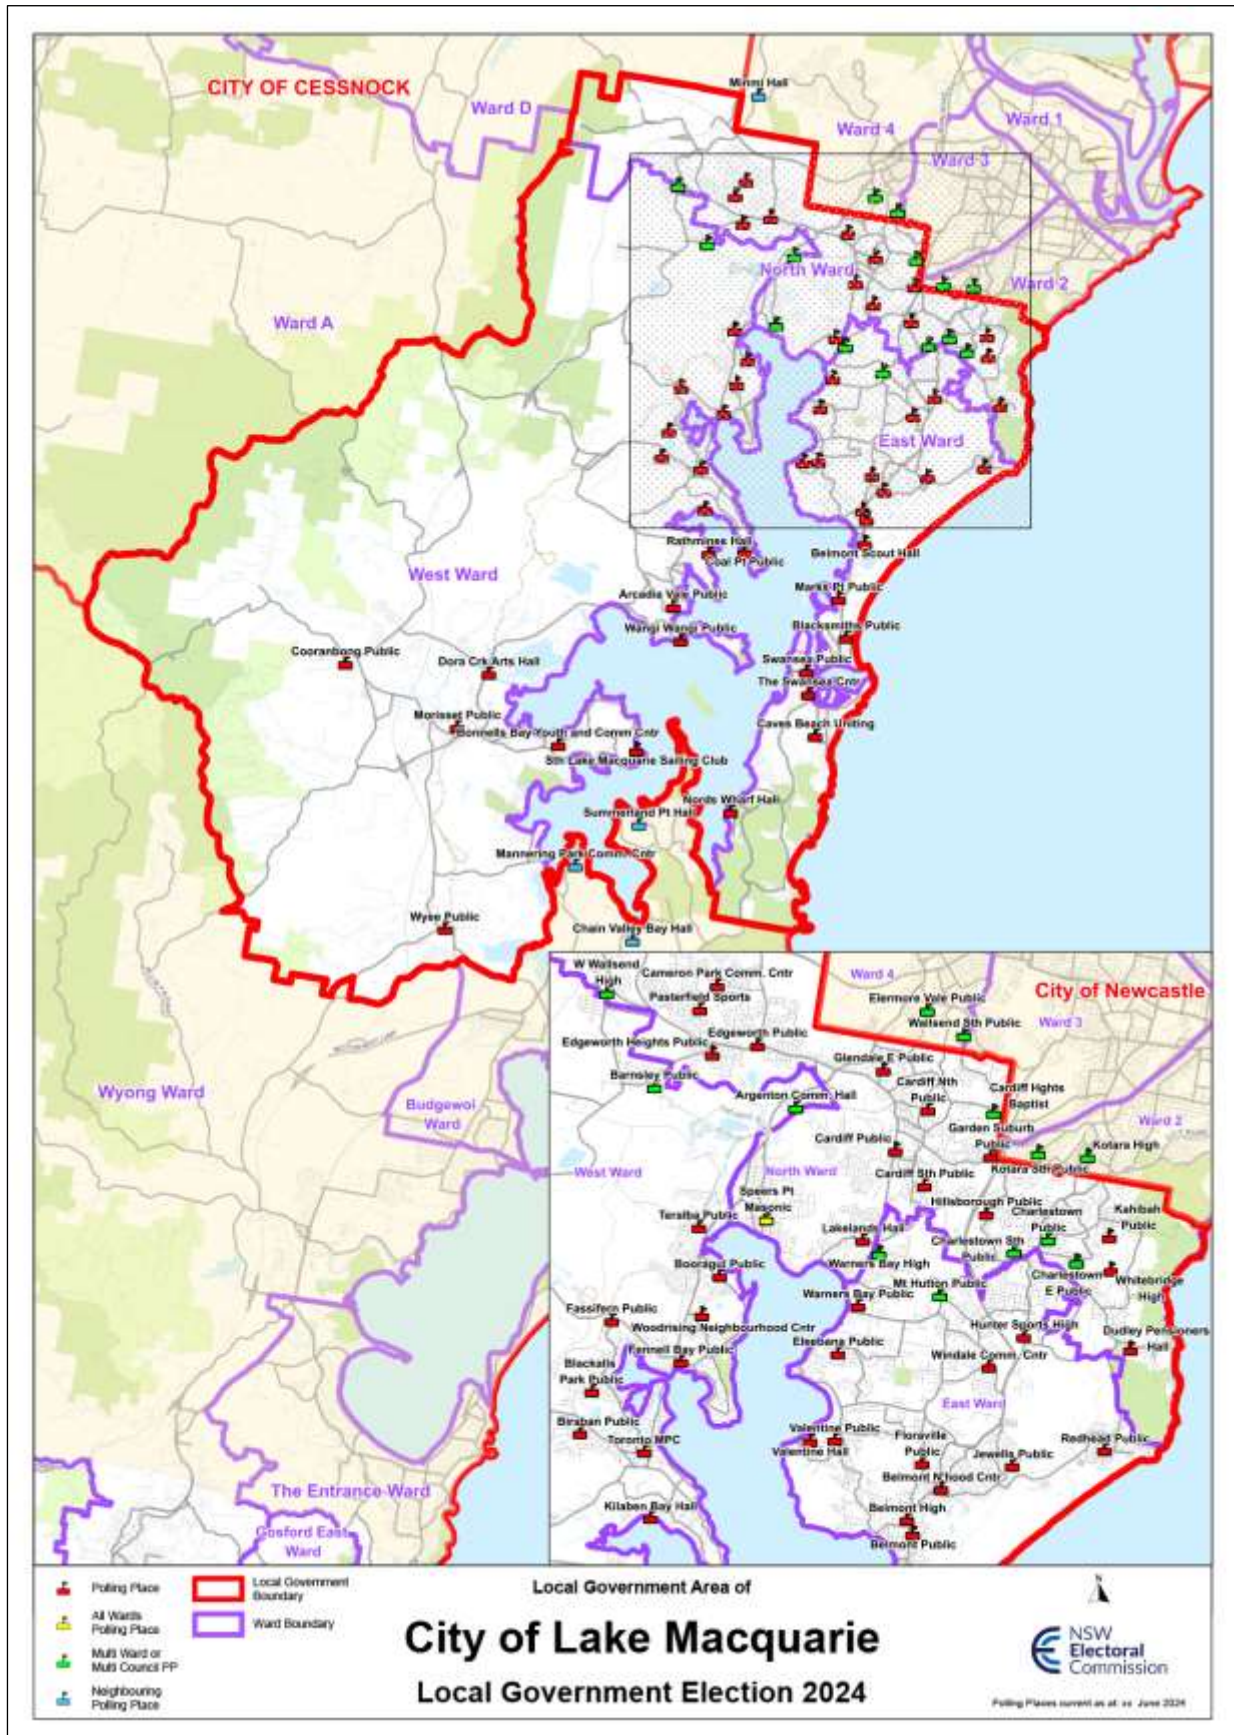 CITY OF CESSNOCK
Ward D
Minmi Hall
Ward 4
Ward 1
Ward 3
North Ward
Ward 2
Ward A
East Ward
West Ward
Rathmines Hall
Coal Pt Public
Belmont Scout Hall
Arcadia Vale Public
Marks Pt Public
Wangi Wangi Public
Blacksmiths Public
Cooranbong Public
Dora Crk Arts Hall
Swansea Public
The Swansea Cntr
Morisset Public
Caves Beach Uniting
Bonnells Bay Youth and Comm Cntr
Sth Lake Macquarie Sailing Club
Nords Wharf Hall
Summerland Pt Hall
Mannering Park Comm. Cntr
Wyee Public
Chain Valley Bay Hall
Wyong Ward
Budgewoi
Ward
The Entrance Ward
Gosford East
Ward
W Wallsend
High
Cameron Park Comm. Cntr
Pasterfield Sports
Ward 4
Elermore Vale Public
City of Newcastle
Wallsend Sth Public
Ward 3
Edgeworth Public
Edgeworth Heights Public
Glendale E Public
Barnsley Public
Cardiff Nth
Public
Cardiff Hghts
Baptist
Argenton Comm. Hall
Garden Suburb
Public
Ward 2
Cardiff Public
Kotara High
Kotara Sth Public
West Ward
North Ward
Cardiff Sth Public
Speers Pt
Masonic
Hillsborough Public
Teralba Public
Charlestown
Public
Kahibah
Public
Lakelands Hall
Charlestown Sth
Public
Booragul Public
Warners Bay High
Mt Hutton Public
Charlestown
E Public
Whitebridge
High
Warners Bay Public
Fassifern Public
Woodrising Neighbourhood Cntr
Hunter Sports High
Dudley Pensioners
Hall
Fennell Bay Public
Eleebana Public
Windale Comm. Cntr
Blackalls
Park Public
East Ward
Biraban Public
Toronto MPC
Valentine Public
Valentine Hall
Floraville
Public
Jewells Public
Redhead Public
Belmont N'hood Cntr
Kilaben Bay Hall
Belmont High
Belmont Public
Polling Place
All Wards
Polling Place
Multi Ward or
Multi Council PP
Neighbouring
Polling Place
Local Government
Boundary
Ward Boundary
Local Government Area of
City of Lake Macquarie
Local Government Election 2024
N
NSW
Electoral
Commission
Polling Places current as at: xx June 2024